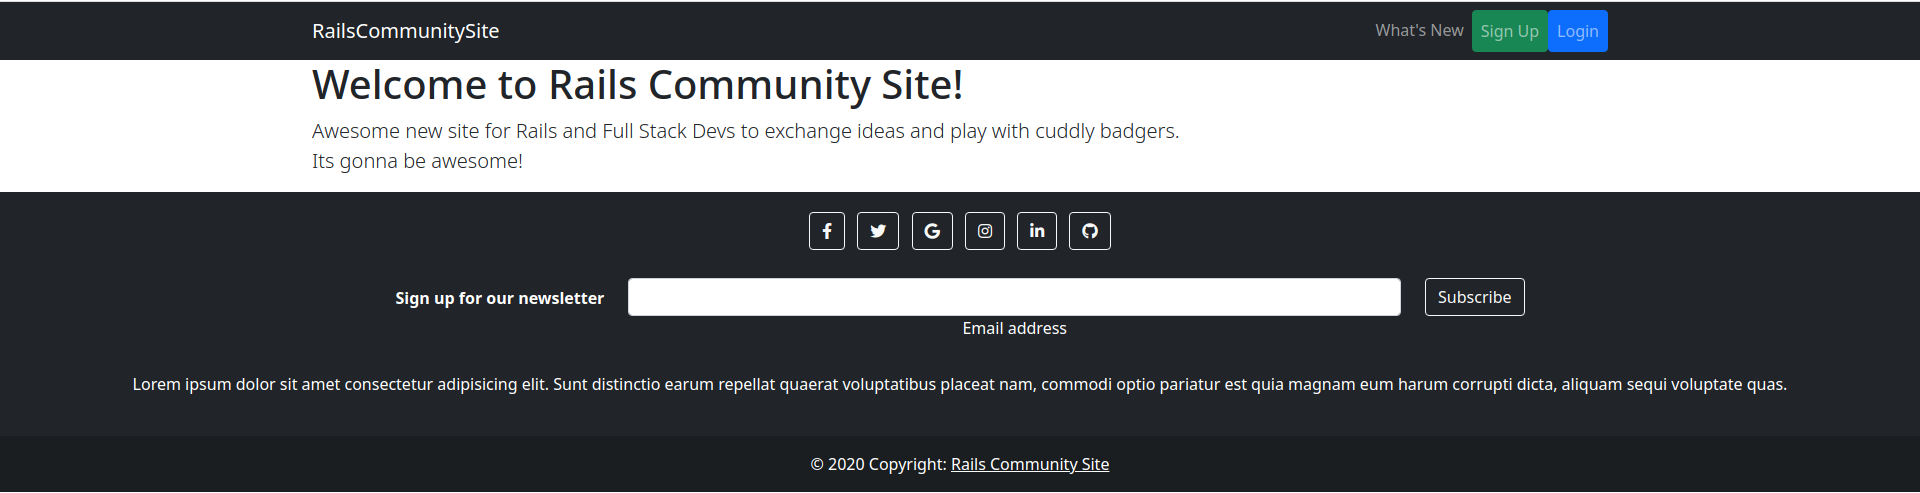 RailsCommunitySite What's New Sign Up Login
Welcome to Rails Community Site!
Awesome new site for Rails and Full Stack Devs to exchange ideas and play with cuddly badgers.
Its gonna be awesome!
Sign up for our newsletter Subscribe
Email address
Lorem ipsum dolor sit amet consectetur adipisicing elit. Sunt distinctio earum repellat quaerat voluptatibus placeat nam, commodi optio pariatur est quia magnam eum harum corrupti dicta, aliquam sequi voluptate quas.
© 2020 Copyright: Rails Community Site